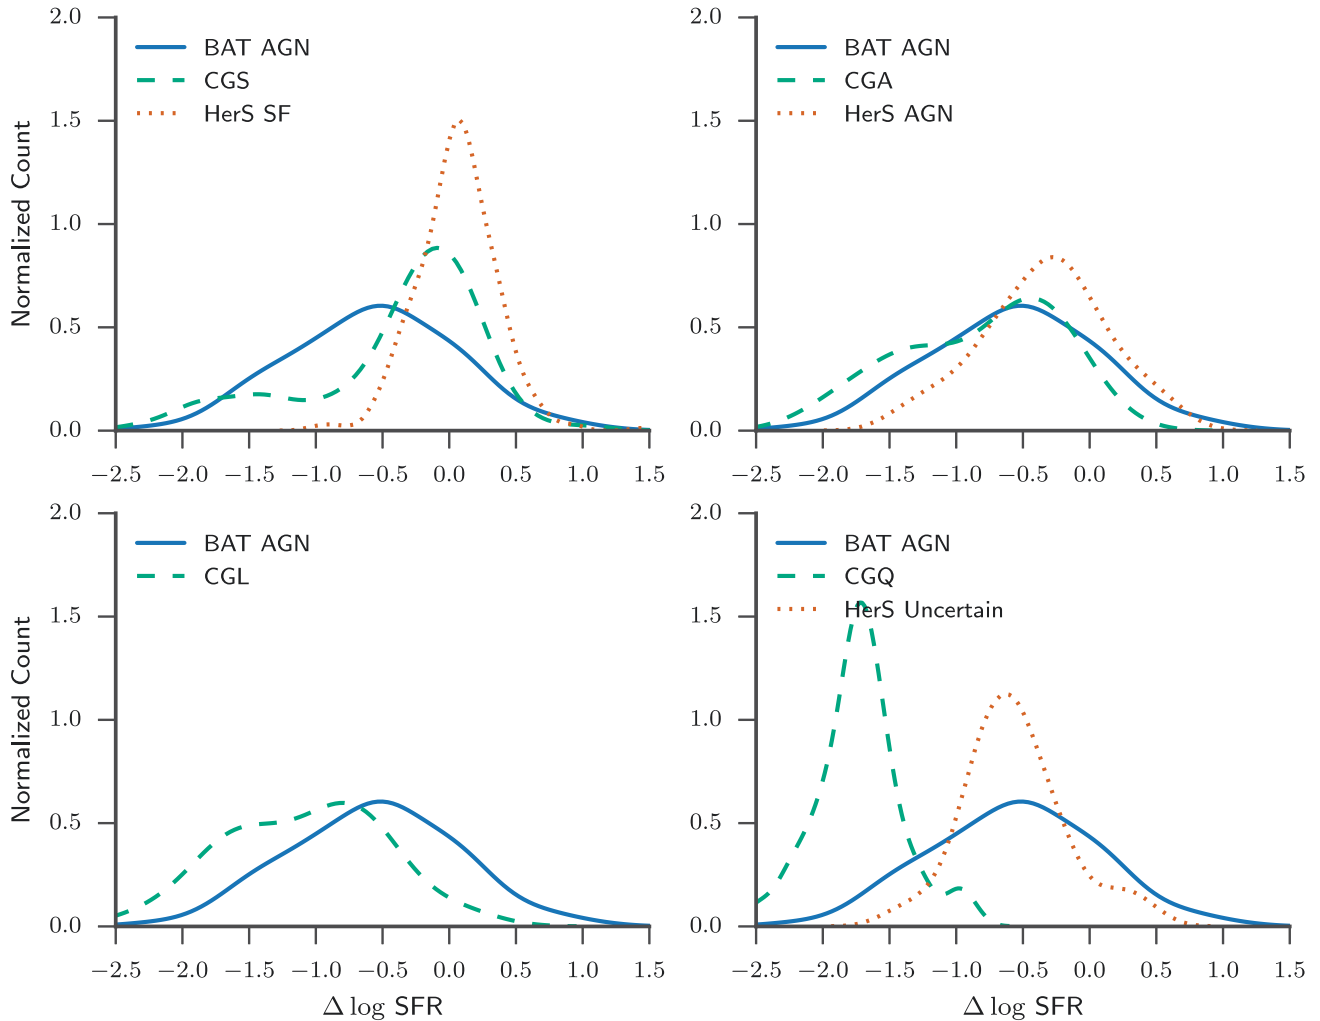 2.0
BAT AGN
CGS
HerS SF
1.5
1.0
0.5
0.0
Normalized Count
−2.5 −2.0 −1.5 −1.0 −0.5 0.0 0.5 1.0 1.5
2.0
BAT AGN
CGA
HerS AGN
1.5
1.0
0.5
0.0
−2.5 −2.0 −1.5 −1.0 −0.5 0.0 0.5 1.0 1.5
2.0
BAT AGN
CGL
1.5
1.0
0.5
0.0
Normalized Count
−2.5 −2.0 −1.5 −1.0 −0.5 0.0 0.5 1.0 1.5
Δ log SFR
2.0
BAT AGN
CGQ
HerS Uncertain
1.5
1.0
0.5
0.0
−2.5 −2.0 −1.5 −1.0 −0.5 0.0 0.5 1.0 1.5
Δ log SFR